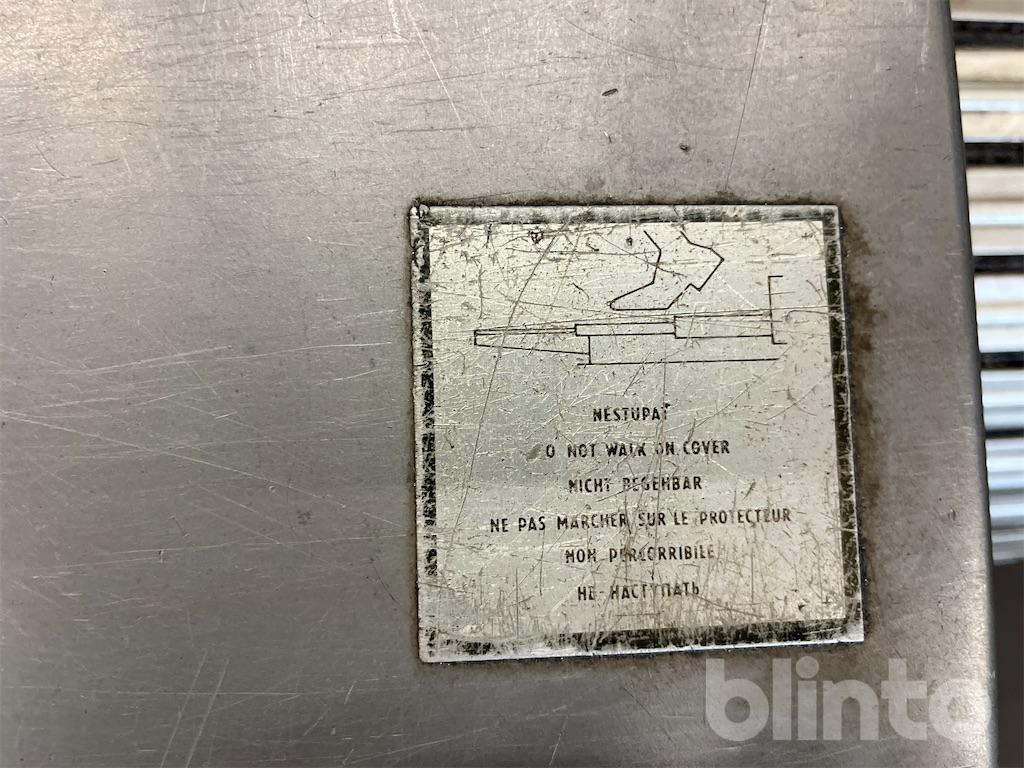 NESTUPAT
O NOT WALK ON COVER
NICHT BEGEHBAR
NE PAS MARCHER SUR LE PROTECTEUR
NON PERCORRIBILE
НЕ НАСТУПАТЬ
blinto